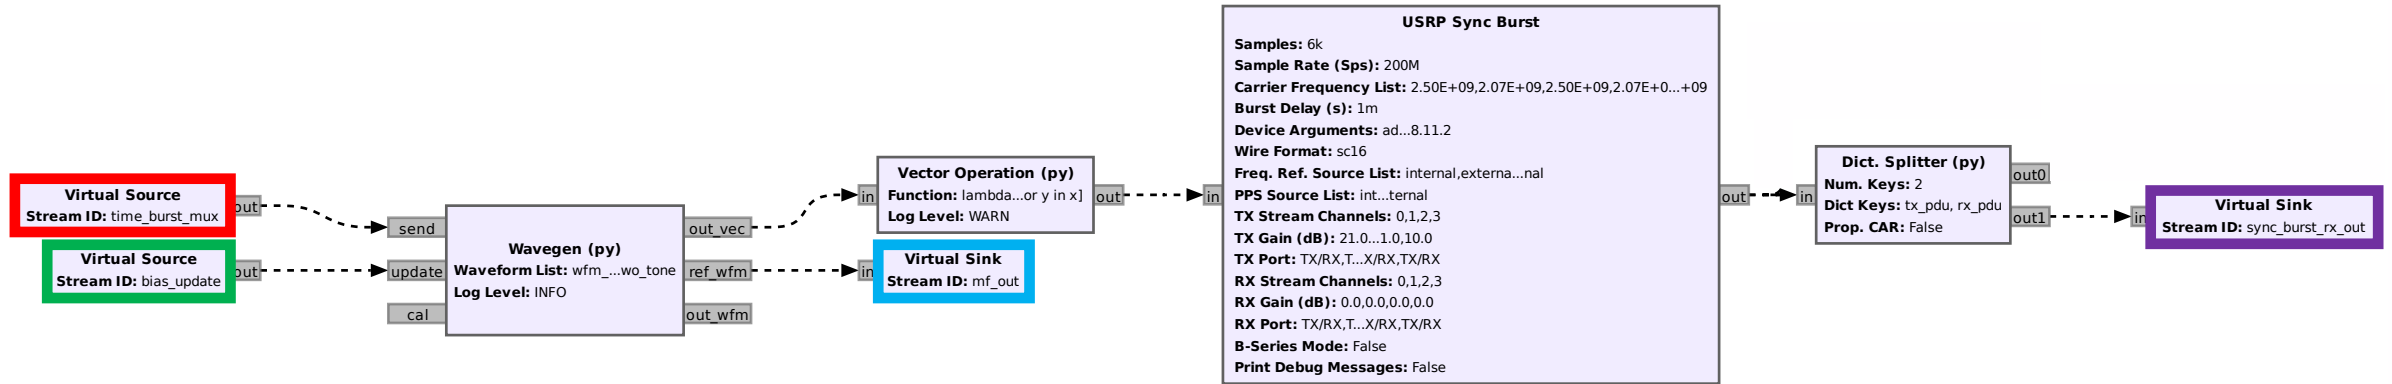 Virtual Source
Stream ID: time_burst_mux
out
Virtual Source
Stream ID: bias_update
out
send
update
cal
Wavegen (py)
Waveform List: wfm_...wo_tone
Log Level: INFO
out_vec
ref_wfm
out_wfm
in
Vector Operation (py)
Function: lambda...or y in x]
Log Level: WARN
out
in
Virtual Sink
Stream ID: mf_out
in
USRP Sync Burst
Samples: 6k
Sample Rate (Sps): 200M
Carrier Frequency List: 2.50E+09,2.07E+09,2.50E+09,2.07E+0...+09
Burst Delay (s): 1m
Device Arguments: ad...8.11.2
Wire Format: sc16
Freq. Ref. Source List: internal,externa...nal
PPS Source List: int...ternal
TX Stream Channels: 0,1,2,3
TX Gain (dB): 21.0...1.0,10.0
TX Port: TX/RX,T...X/RX,TX/RX
RX Stream Channels: 0,1,2,3
RX Gain (dB): 0.0,0.0,0.0,0.0
RX Port: TX/RX,T...X/RX,TX/RX
B-Series Mode: False
Print Debug Messages: False
out
in
Dict. Splitter (py)
Num. Keys: 2
Dict Keys: tx_pdu, rx_pdu
Prop. CAR: False
out0
out1
in
Virtual Sink
Stream ID: sync_burst_rx_out